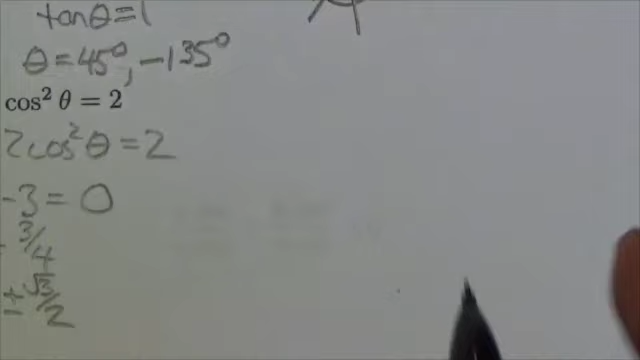 tanθ=1
θ=45°, -135°
cos² θ = 2
2cos²θ=2
-3=0
3/4
±√3/2